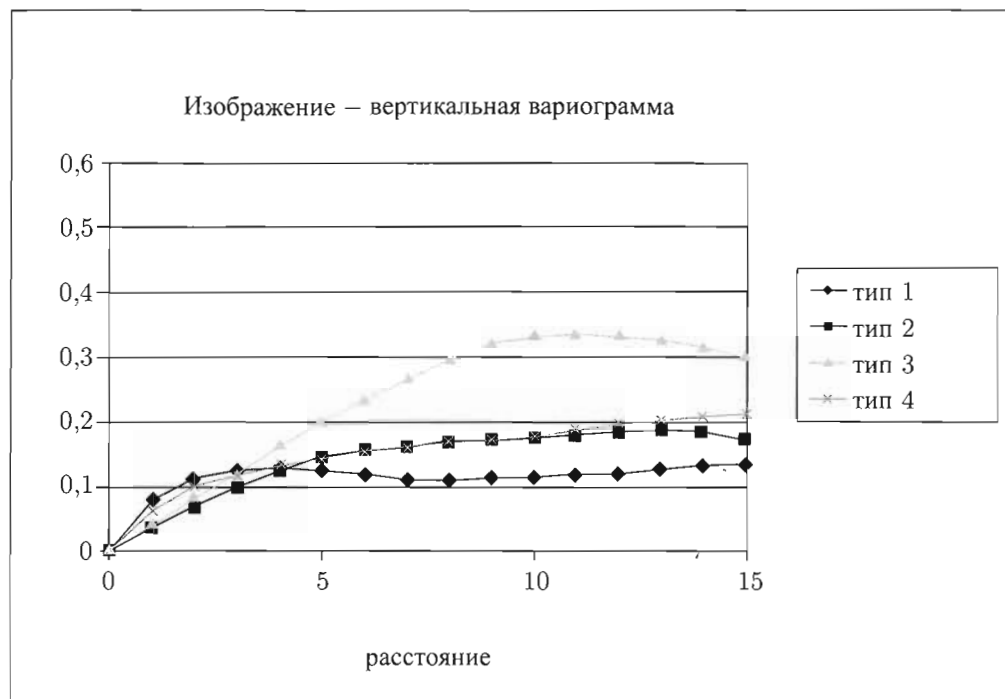 Изображение – вертикальная вариограмма
0,6
0,5
0,4
0,3
0,2
0,1
0
0 5 10 15
расстояние
тип 1
тип 2
тип 3
тип 4